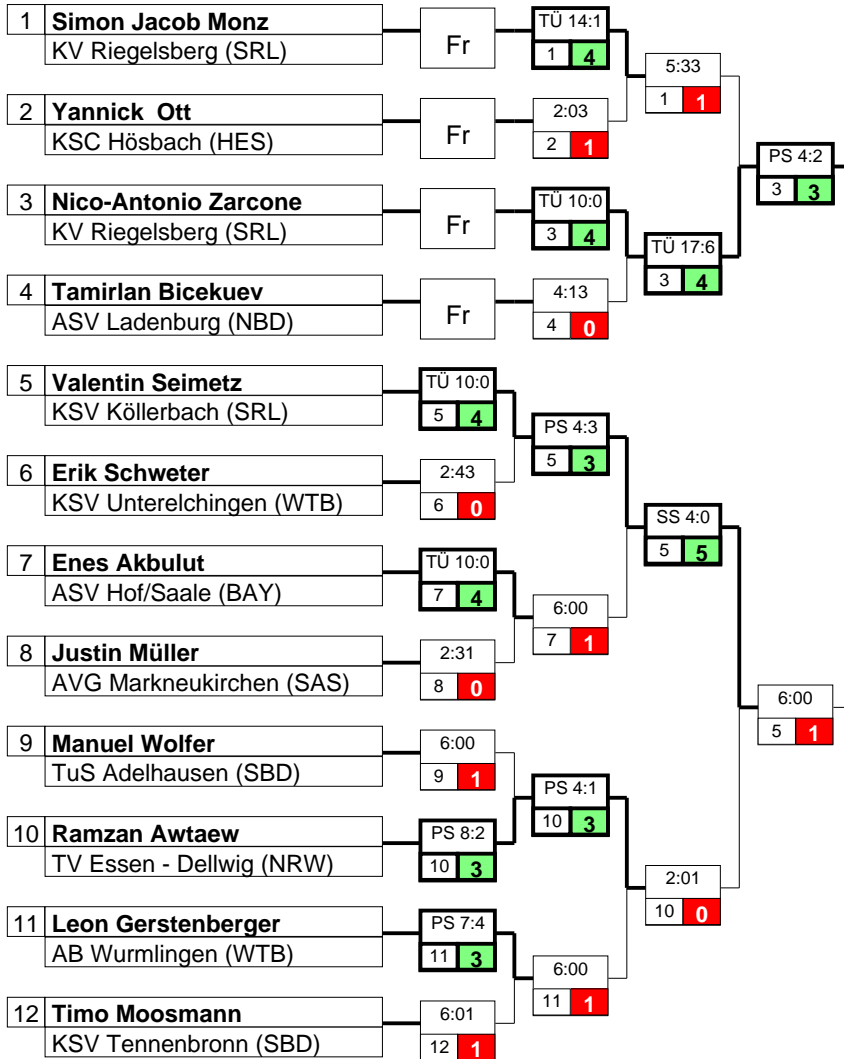 1 Simon Jacob Monz
KV Riegelsberg (SRL)
Fr
TÜ 14:1
1 4
5:33
1 1
2 Yannick Ott
KSC Hösbach (HES)
Fr
2:03
2 1
PS 4:2
3 3
3 Nico-Antonio Zarcone
KV Riegelsberg (SRL)
Fr
TÜ 10:0
3 4
TÜ 17:6
3 4
4 Tamirlan Bicekuev
ASV Ladenburg (NBD)
Fr
4:13
4 0
5 Valentin Seimetz
KSV Köllerbach (SRL)
TÜ 10:0
5 4
PS 4:3
5 3
6 Erik Schweter
KSV Unterelchingen (WTB)
2:43
6 0
SS 4:0
5 5
7 Enes Akbulut
ASV Hof/Saale (BAY)
TÜ 10:0
7 4
6:00
7 1
8 Justin Müller
AVG Markneukirchen (SAS)
2:31
8 0
6:00
5 1
9 Manuel Wolfer
TuS Adelhausen (SBD)
6:00
9 1
PS 4:1
10 3
10 Ramzan Awtaew
TV Essen - Dellwig (NRW)
PS 8:2
10 3
2:01
10 0
11 Leon Gerstenberger
AB Wurmlingen (WTB)
PS 7:4
11 3
6:00
11 1
12 Timo Moosmann
KSV Tennenbronn (SBD)
6:01
12 1